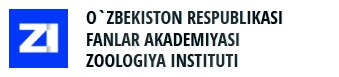 ZI
O`ZBEKISTON RESPUBLIKASI
FANLAR AKADEMIYASI
ZOOLOGIYA INSTITUTI